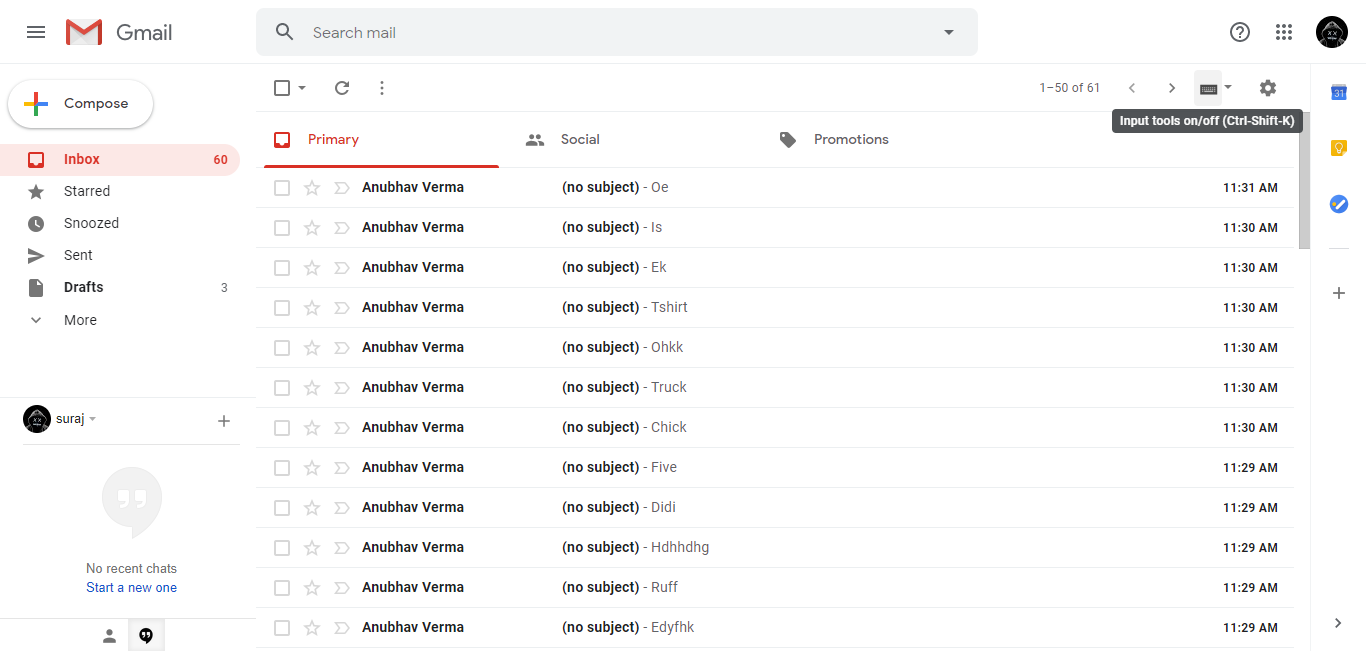 Gmail
Search mail
Compose
1–50 of 61
31
Input tools on/off (Ctrl-Shift-K)
Primary
Social
Promotions
Inbox 60
Starred
Snoozed
Sent
Drafts 3
More
suraj
No recent chats
Start a new one
Anubhav Verma (no subject) - Oe 11:31 AM
Anubhav Verma (no subject) - Is 11:30 AM
Anubhav Verma (no subject) - Ek 11:30 AM
Anubhav Verma (no subject) - Tshirt 11:30 AM
Anubhav Verma (no subject) - Ohkk 11:30 AM
Anubhav Verma (no subject) - Truck 11:30 AM
Anubhav Verma (no subject) - Chick 11:30 AM
Anubhav Verma (no subject) - Five 11:29 AM
Anubhav Verma (no subject) - Didi 11:29 AM
Anubhav Verma (no subject) - Hdhhdhg 11:29 AM
Anubhav Verma (no subject) - Ruff 11:29 AM
Anubhav Verma (no subject) - Edyfhk 11:29 AM